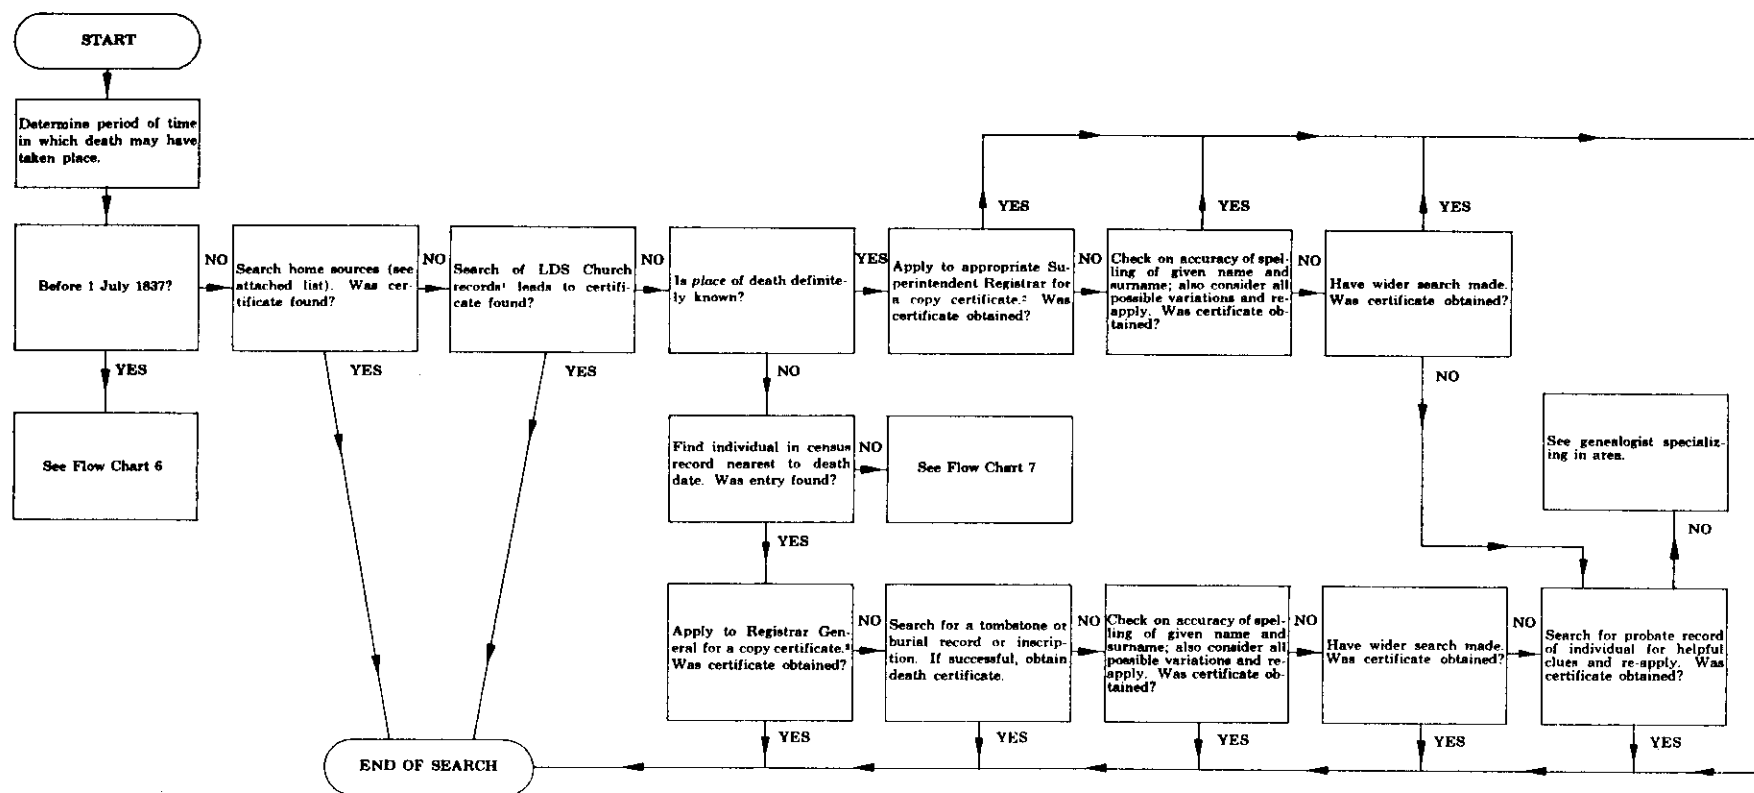 START
Determine period of time
in which death may have
taken place.
Before 1 July 1837?
NO
YES
See Flow Chart 6
Search home sources (see
attached list). Was cer-
tificate found?
NO
YES
Search of LDS Church
records¹ leads to certifi-
cate found?
NO
YES
Is place of death definite-
ly known?
YES
NO
Apply to appropriate Su-
perintendent Registrar for
a copy certificate.² Was
certificate obtained?
YES
NO
Check on accuracy of spel-
ling of given name and
surname; also consider all
possible variations and re-
apply. Was certificate ob-
tained?
YES
NO
Have wider search made.
Was certificate obtained?
YES
NO
Find individual in census
record nearest to death
date. Was entry found?
NO
YES
See Flow Chart 7
See genealogist specializ-
ing in area.
NO
Apply to Registrar Gen-
eral for a copy certificate.³
Was certificate obtained?
NO
YES
Search for a tombstone or
burial record or inscrip-
tion. If successful, obtain
death certificate.
NO
YES
Check on accuracy of spel-
ling of given name and
surname; also consider all
possible variations and re-
apply. Was certificate ob-
tained?
NO
YES
Have wider search made.
Was certificate obtained?
NO
YES
Search for probate record
of individual for helpful
clues and re-apply. Was
certificate obtained?
YES
END OF SEARCH